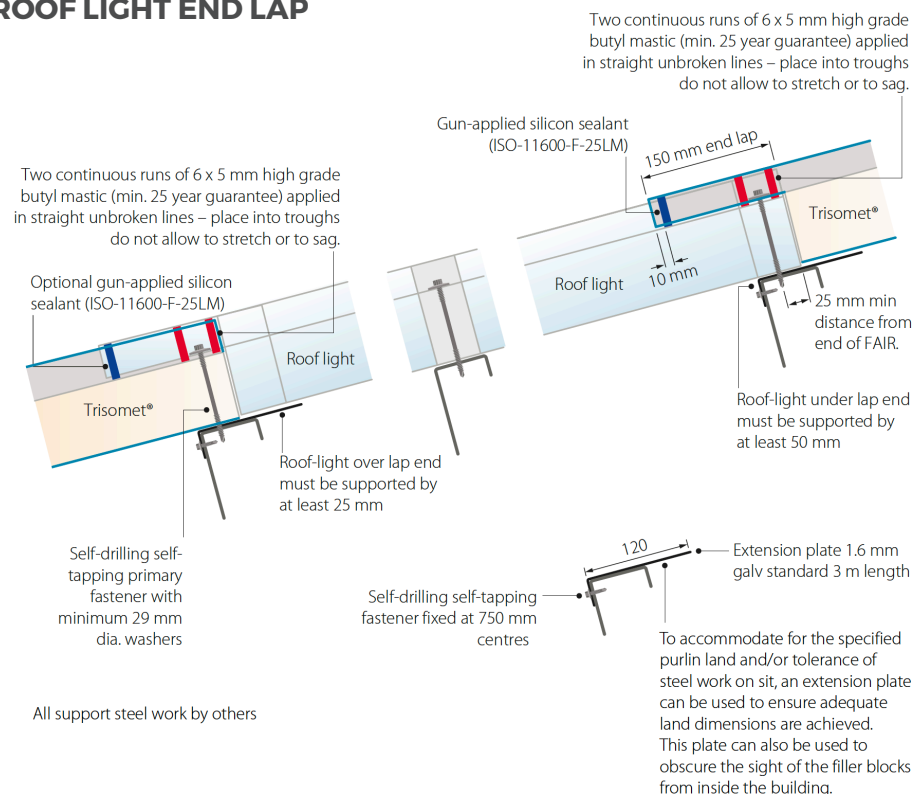 ROOF LIGHT END LAP
Two continuous runs of 6 x 5 mm high grade
butyl mastic (min. 25 year guarantee) applied
in straight unbroken lines – place into troughs
do not allow to stretch or to sag.
Gun-applied silicon sealant
(ISO-11600-F-25LM)
150 mm end lap
Trisomet®
Roof light
10 mm
25 mm min
distance from
end of FAIR.
Roof-light under lap end
must be supported by
at least 50 mm
Two continuous runs of 6 x 5 mm high grade
butyl mastic (min. 25 year guarantee) applied
in straight unbroken lines – place into troughs
do not allow to stretch or to sag.
Optional gun-applied silicon
sealant (ISO-11600-F-25LM)
Roof light
Trisomet®
Roof-light over lap end
must be supported by
at least 25 mm
Self-drilling self-
tapping primary
fastener with
minimum 29 mm
dia. washers
120
Extension plate 1.6 mm
galv standard 3 m length
Self-drilling self-tapping
fastener fixed at 750 mm
centres
To accommodate for the specified
purlin land and/or tolerance of
steel work on sit, an extension plate
can be used to ensure adequate
land dimensions are achieved.
This plate can also be used to
obscure the sight of the filler blocks
from inside the building.
All support steel work by others